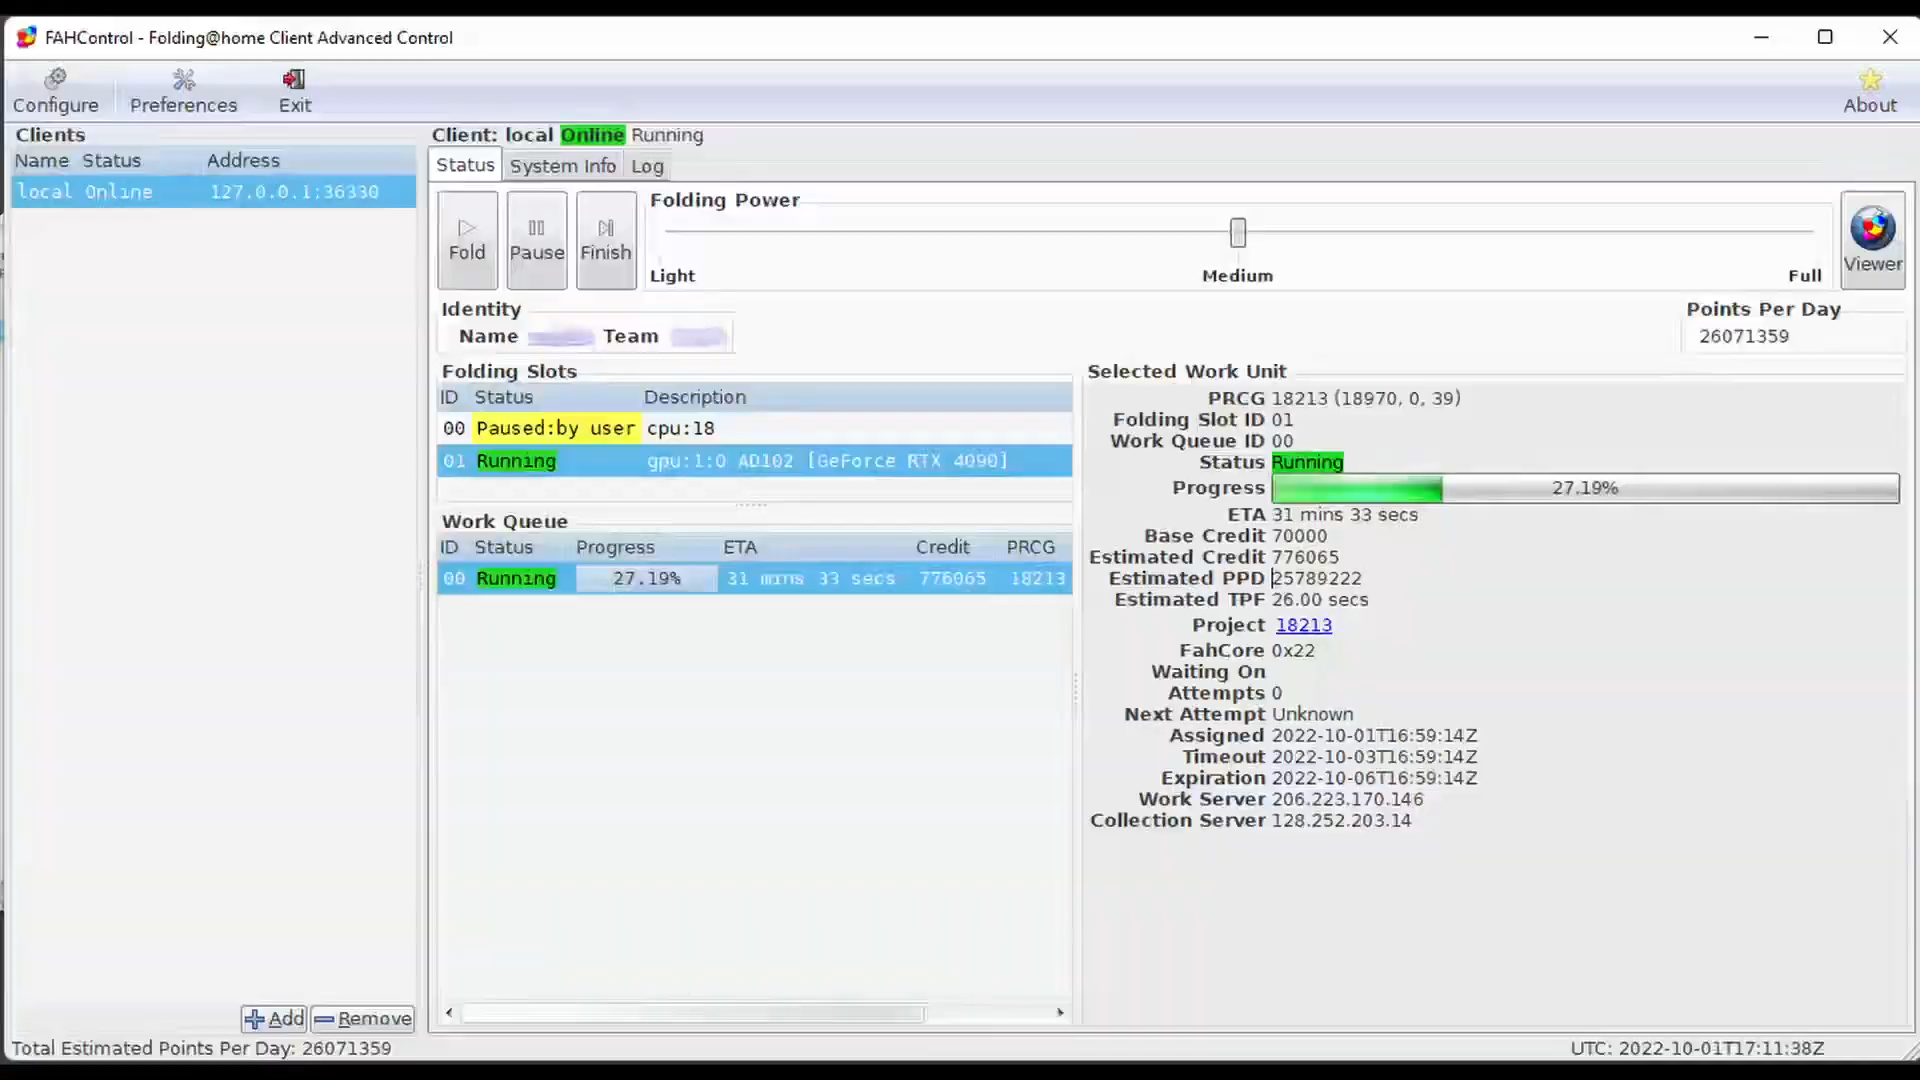 FAHControl - Folding@home Client Advanced Control
Configure Preferences Exit About
Clients
Name Status Address
local Online 127.0.0.1:36330
Client: local Online Running
Status System Info Log
Fold Pause Finish
Folding Power
Light Medium Full
Viewer
Identity
Name Team
Points Per Day
26071359
Folding Slots
ID Status Description
00 Paused:by user cpu:18
01 Running gpu:1:0 AD102 [GeForce RTX 4090]
Work Queue
ID Status Progress ETA Credit PRCG
00 Running 27.19% 31 mins 33 secs 776065 18213
Selected Work Unit
PRCG 18213 (18970, 0, 39)
Folding Slot ID 01
Work Queue ID 00
Status Running
Progress 27.19%
ETA 31 mins 33 secs
Base Credit 70000
Estimated Credit 776065
Estimated PPD 25789222
Estimated TPF 26.00 secs
Project 18213
FahCore 0x22
Waiting On
Attempts 0
Next Attempt Unknown
Assigned 2022-10-01T16:59:14Z
Timeout 2022-10-03T16:59:14Z
Expiration 2022-10-06T16:59:14Z
Work Server 206.223.170.146
Collection Server 128.252.203.14
Add Remove
Total Estimated Points Per Day: 26071359
UTC: 2022-10-01T17:11:38Z